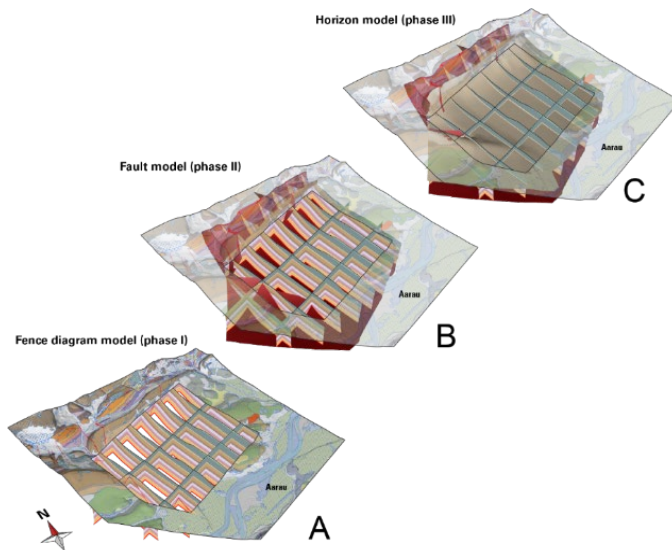 Horizon model (phase III)
Aarau
C
Fault model (phase II)
Aarau
B
Fence diagram model (phase I)
Aarau
N
A